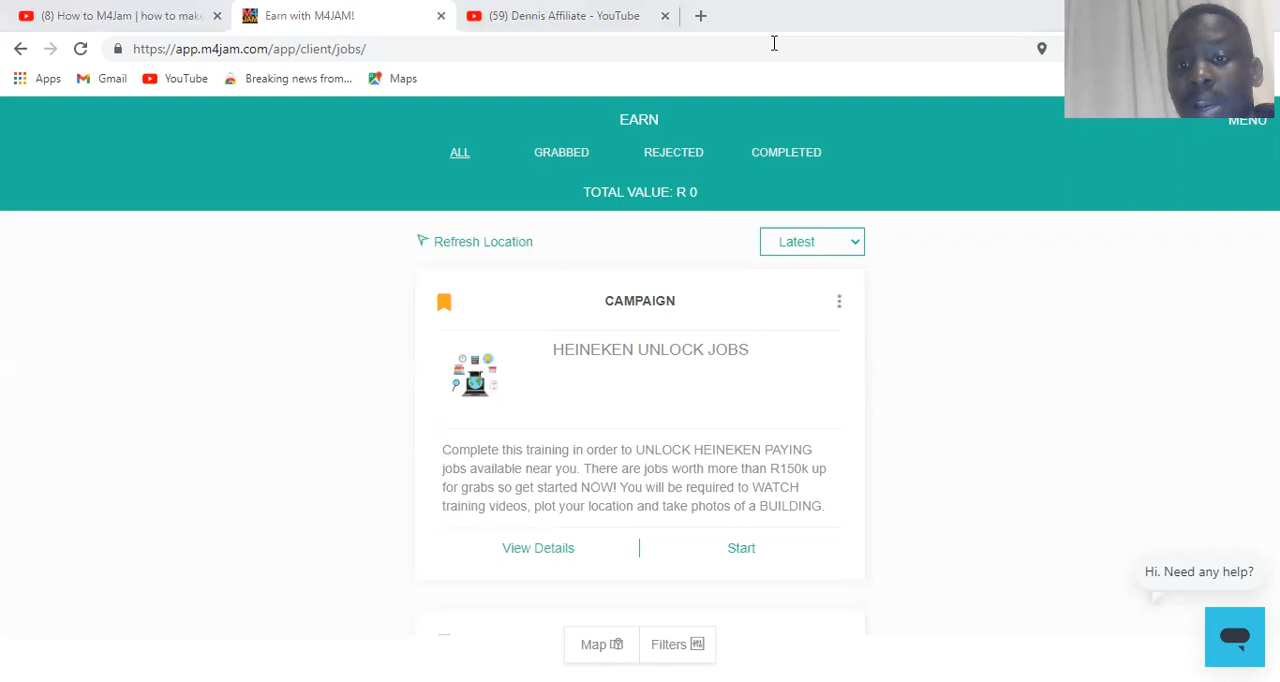 (8) How to M4Jam | how to mak
Earn with M4JAM!
(59) Dennis Affiliate - YouTube
https://app.m4jam.com/app/client/jobs/
Apps
Gmail
YouTube
Breaking news from...
Maps
EARN
MENU
ALL
GRABBED
REJECTED
COMPLETED
TOTAL VALUE: R 0
Refresh Location
Latest
CAMPAIGN
HEINEKEN UNLOCK JOBS
Complete this training in order to UNLOCK HEINEKEN PAYING
jobs available near you. There are jobs worth more than R150k up
for grabs so get started NOW! You will be required to WATCH
training videos, plot your location and take photos of a BUILDING.
View Details
Start
Hi. Need any help?
Map
Filters